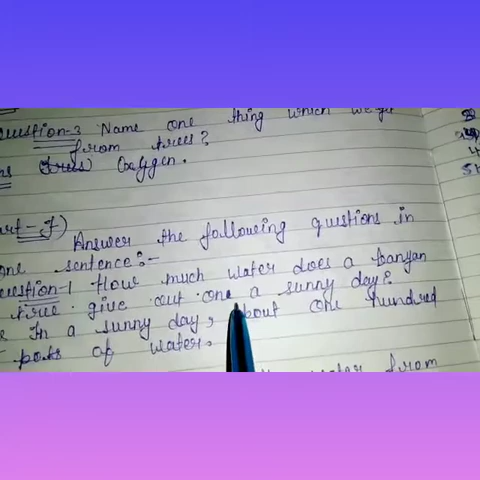 Question-3 Name one thing which we get
from trees?
Ans Oxygen.
Part-J)
Answer the following questions in
one sentence:-
Question-1 How much water does a banyan
tree give out one a sunny day?
In a sunny day, about one hundred
pots of water.
from